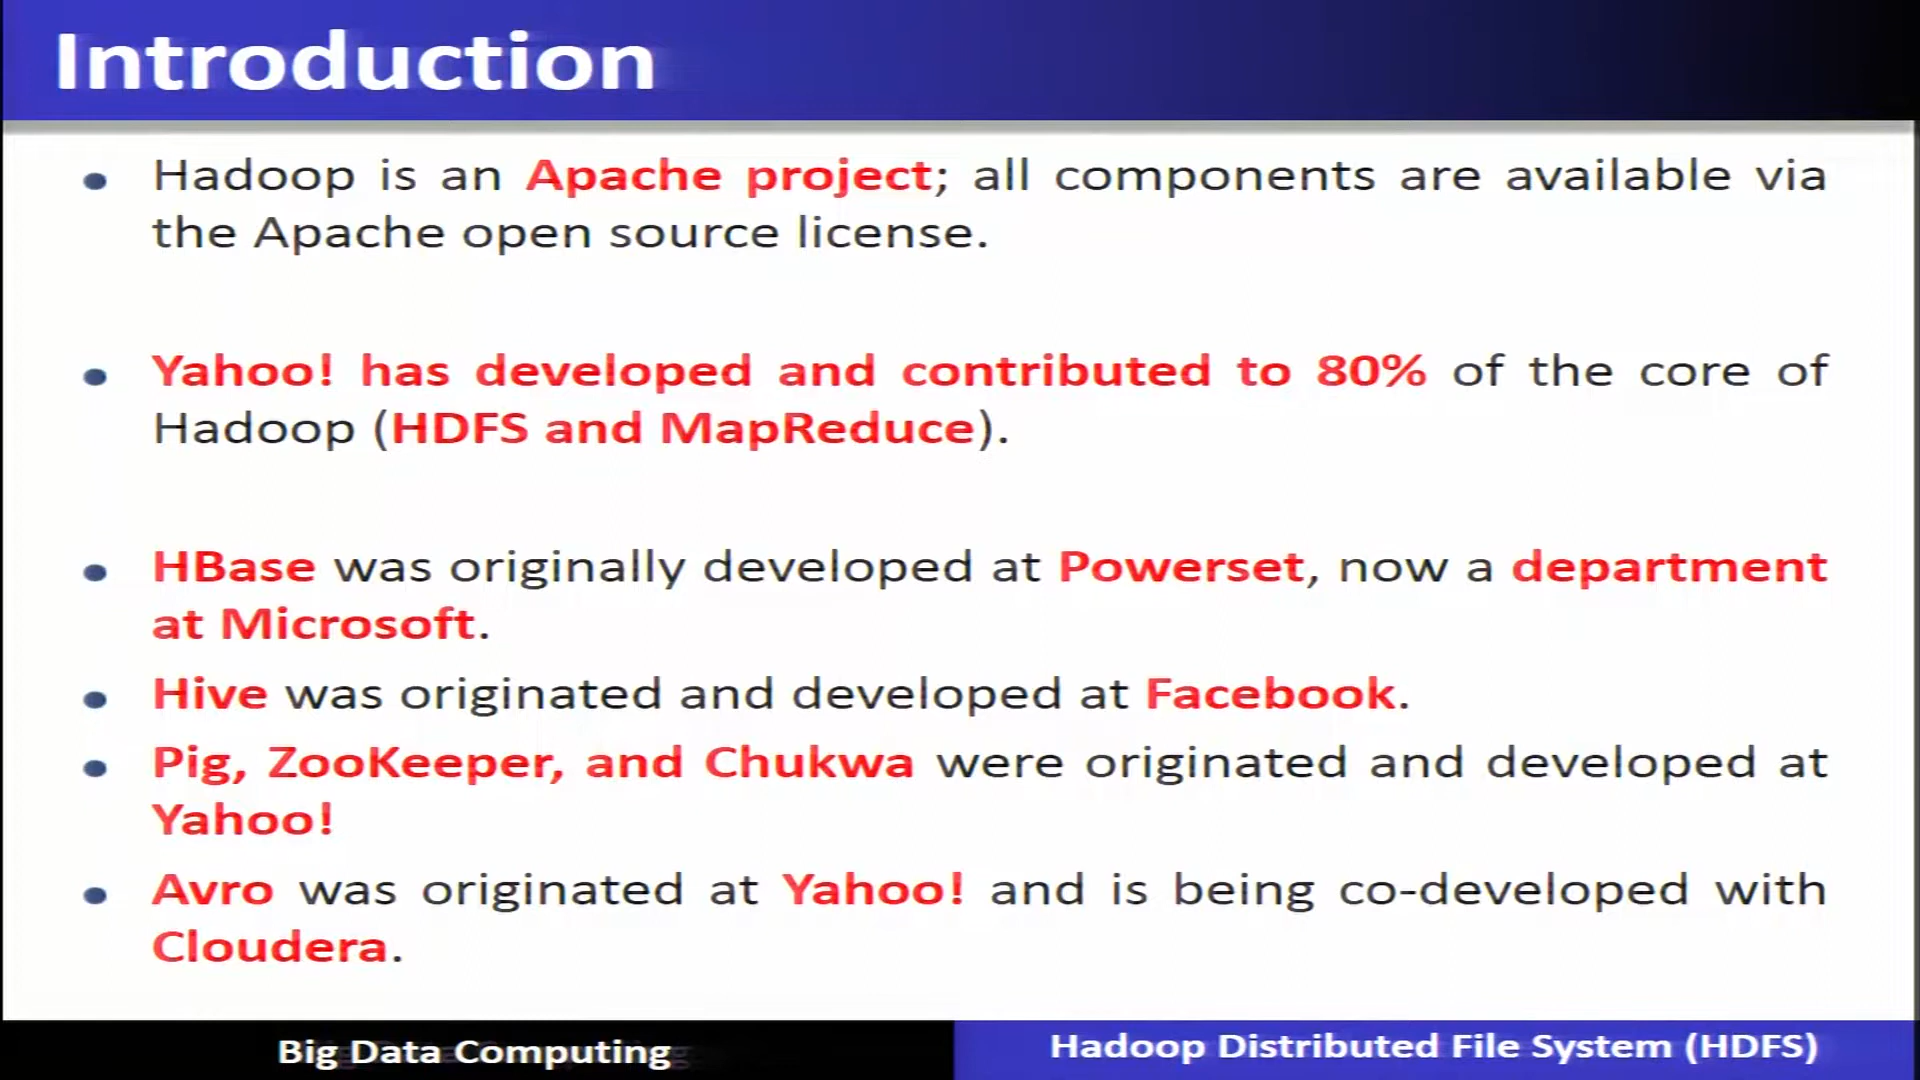 Introduction
Hadoop is an Apache project; all components are available via
the Apache open source license.
Yahoo! has developed and contributed to 80% of the core of
Hadoop (HDFS and MapReduce).
HBase was originally developed at Powerset, now a department
at Microsoft.
Hive was originated and developed at Facebook.
Pig, ZooKeeper, and Chukwa were originated and developed at
Yahoo!
Avro was originated at Yahoo! and is being co-developed with
Cloudera.
Big Data Computing
Hadoop Distributed File System (HDFS)